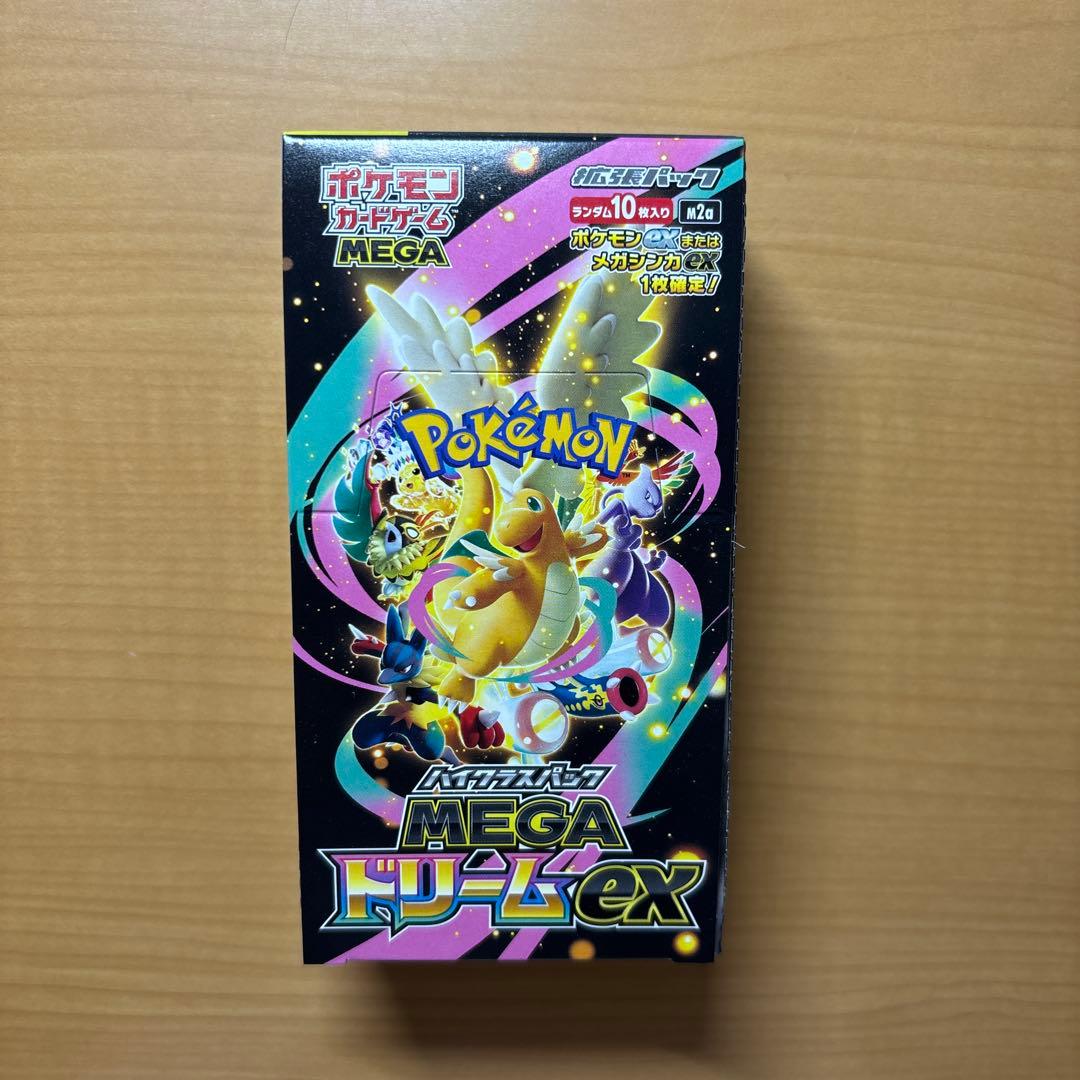 ポケモン
カードゲーム
MEGA
拡張パック
ランダム10枚入り M2a
ポケモンexまたは
メガシンカex
1枚確定!
POKéMON
ハイクラスパック
MEGA
ドリームex